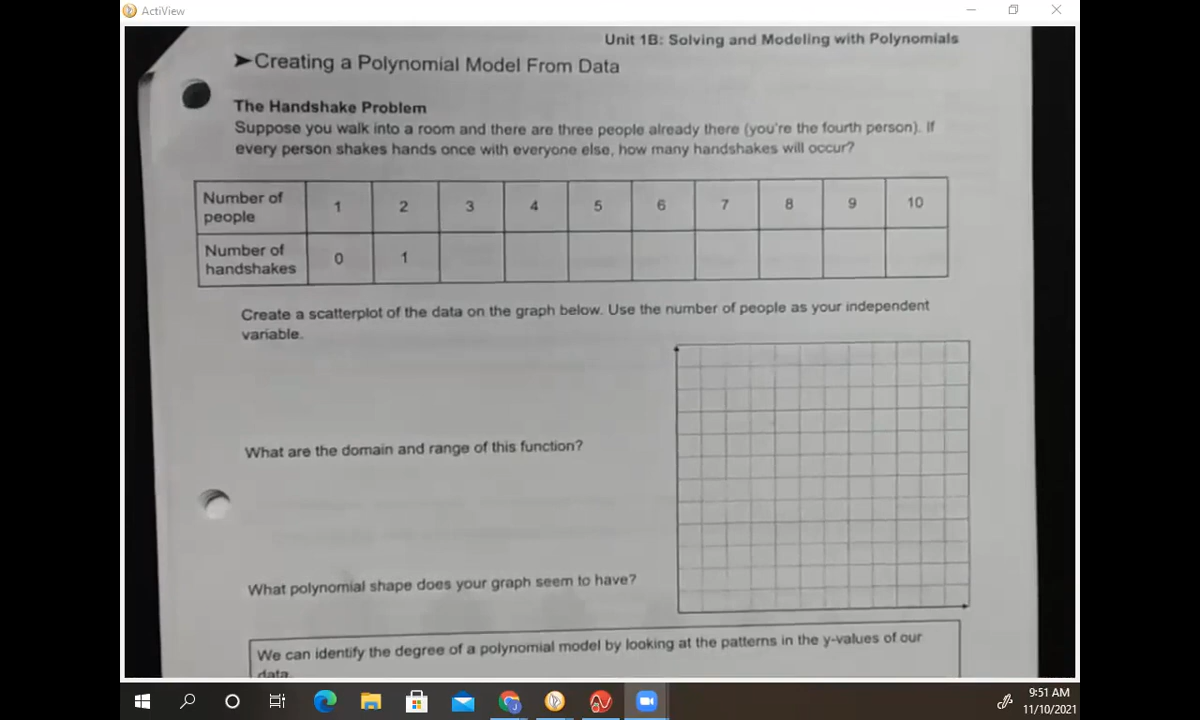 ActiView
Unit 1B: Solving and Modeling with Polynomials
➤Creating a Polynomial Model From Data
The Handshake Problem
Suppose you walk into a room and there are three people already there (you're the fourth person). If
every person shakes hands once with everyone else, how many handshakes will occur?
Number of people 1 2 3 4 5 6 7 8 9 10
Number of handshakes 0 1
Create a scatterplot of the data on the graph below. Use the number of people as your independent
variable.
What are the domain and range of this function?
What polynomial shape does your graph seem to have?
We can identify the degree of a polynomial model by looking at the patterns in the y-values of our
data.
9:51 AM
11/10/2021